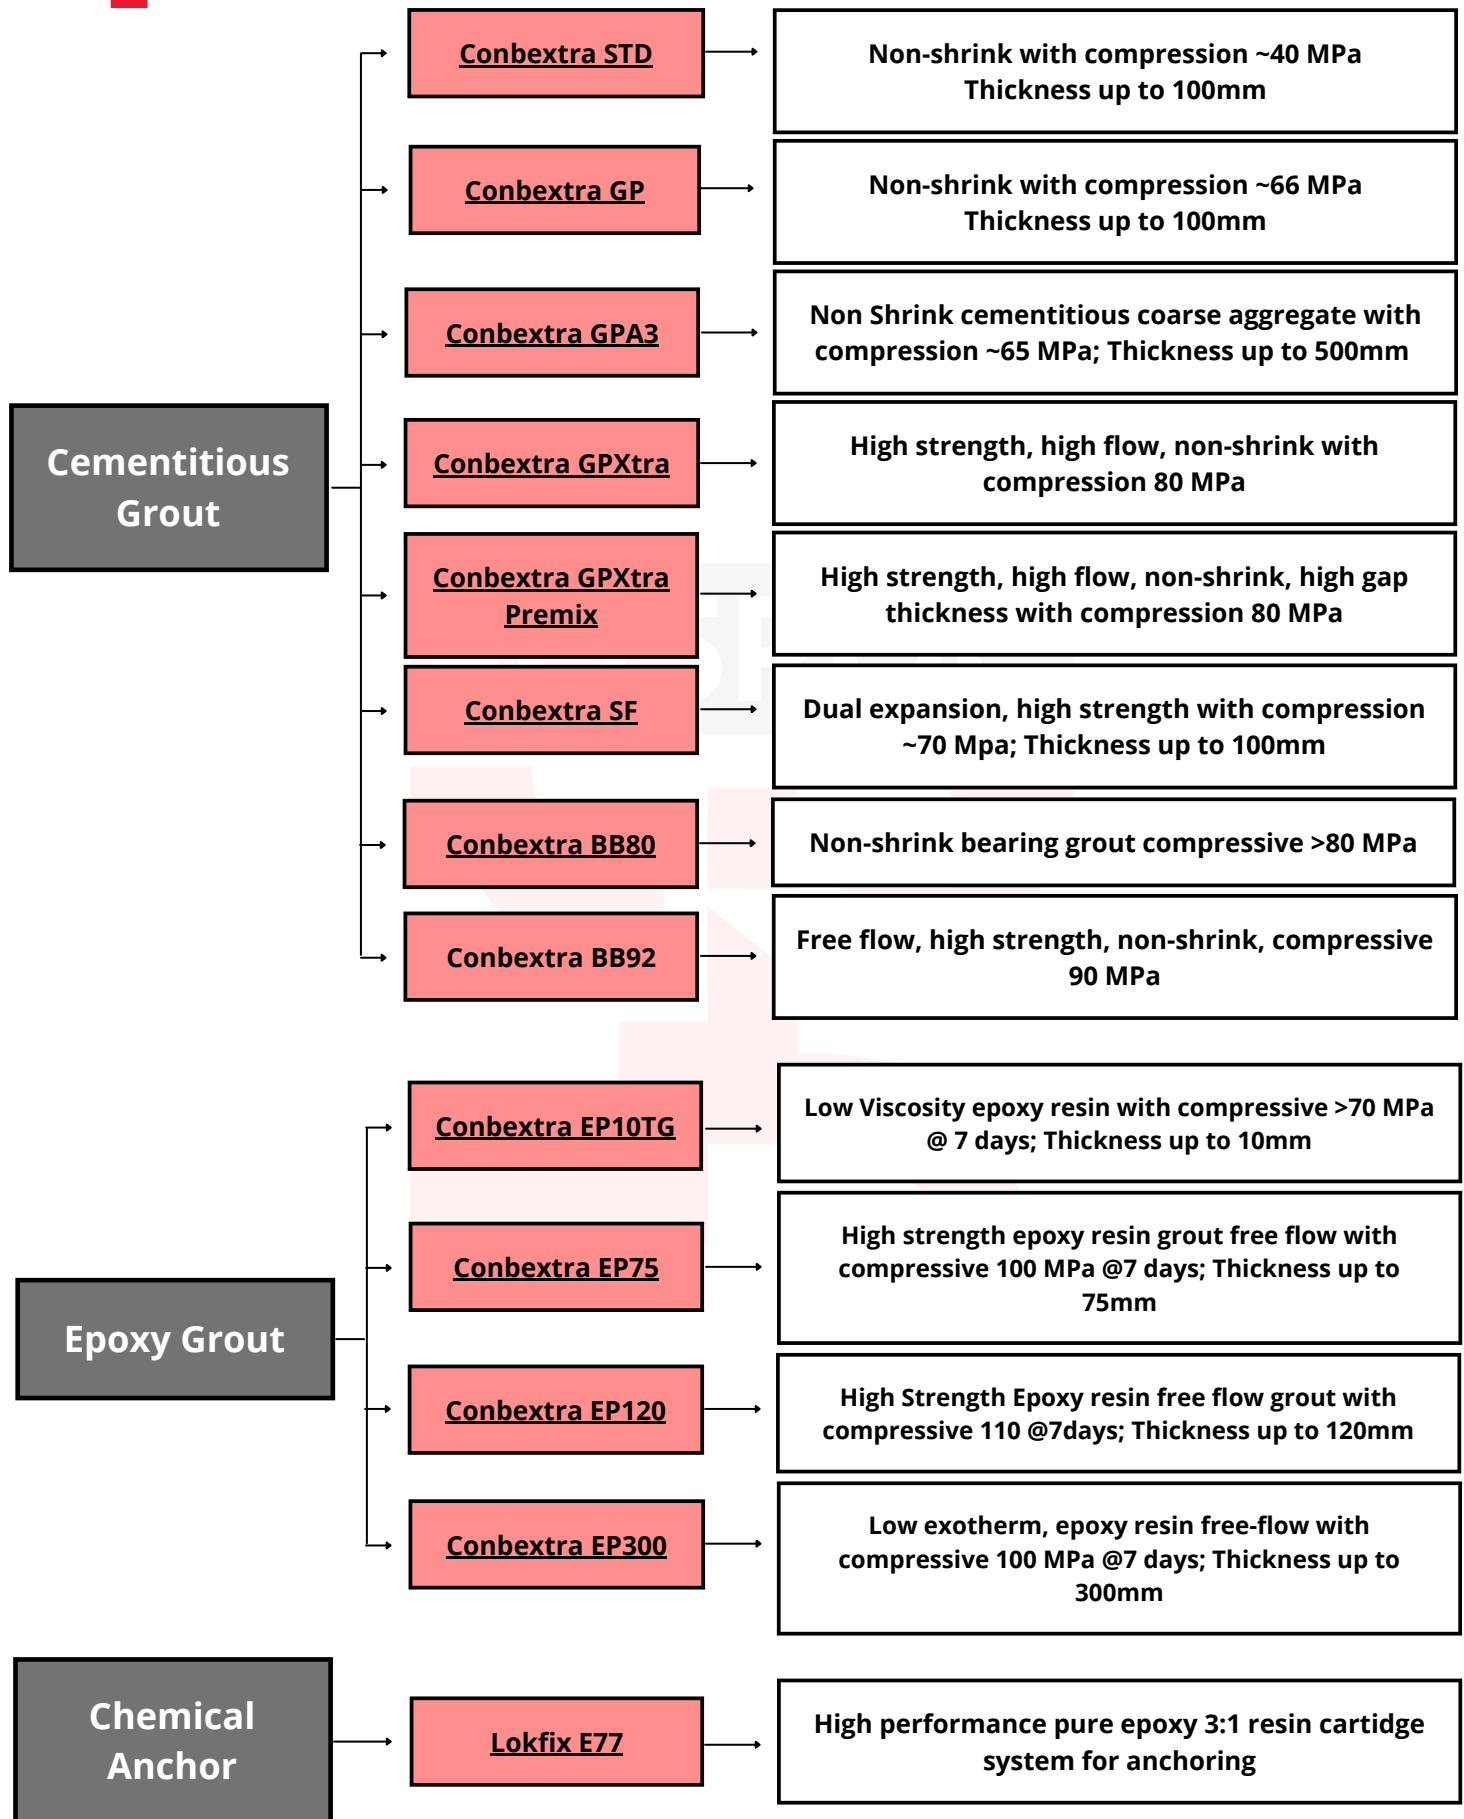 Conbextra STD
Non-shrink with compression ~40 MPa
Thickness up to 100mm
Conbextra GP
Non-shrink with compression ~66 MPa
Thickness up to 100mm
Conbextra GPA3
Non Shrink cementitious coarse aggregate with
compression ~65 MPa; Thickness up to 500mm
Cementitious
Grout
Conbextra GPXtra
High strength, high flow, non-shrink with
compression 80 MPa
Conbextra GPXtra
Premix
High strength, high flow, non-shrink, high gap
thickness with compression 80 MPa
Conbextra SF
Dual expansion, high strength with compression
~70 Mpa; Thickness up to 100mm
Conbextra BB80
Non-shrink bearing grout compressive >80 MPa
Conbextra BB92
Free flow, high strength, non-shrink, compressive
90 MPa
Epoxy Grout
Conbextra EP10TG
Low Viscosity epoxy resin with compressive >70 MPa
@ 7 days; Thickness up to 10mm
Conbextra EP75
High strength epoxy resin grout free flow with
compressive 100 MPa @7 days; Thickness up to
75mm
Conbextra EP120
High Strength Epoxy resin free flow grout with
compressive 110 @7days; Thickness up to 120mm
Conbextra EP300
Low exotherm, epoxy resin free-flow with
compressive 100 MPa @7 days; Thickness up to
300mm
Chemical
Anchor
Lokfix E77
High performance pure epoxy 3:1 resin cartidge
system for anchoring